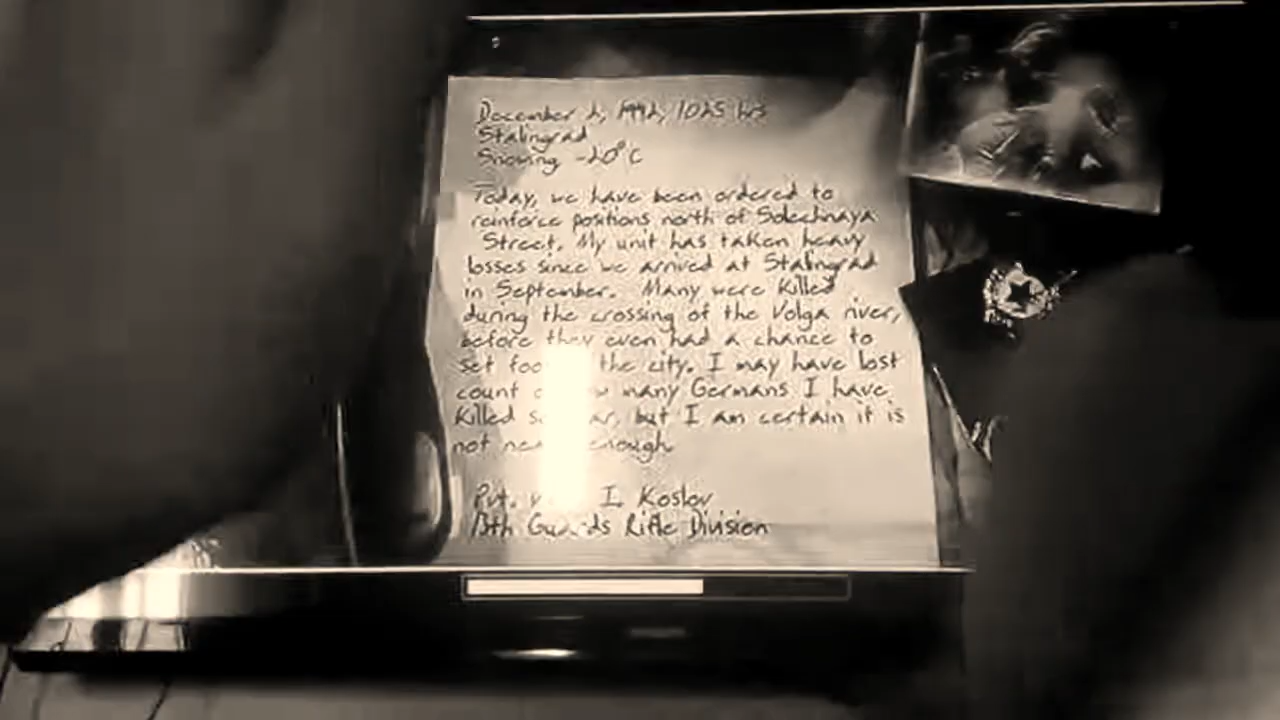 December 2, 1942, 1025 hrs
Stalingrad
Snowing -20°C
Today, we have been ordered to
reinforce positions north of Solechnaya
Street. My unit has taken heavy
losses since we arrived at Stalingrad
in September. Many were killed
during the crossing of the Volga river,
before they even had a chance to
set the city. I may have lost
count many Germans I have
killed but I am certain it is
not enough
Pvt. I. Koslov
13th Guards Rifle Division